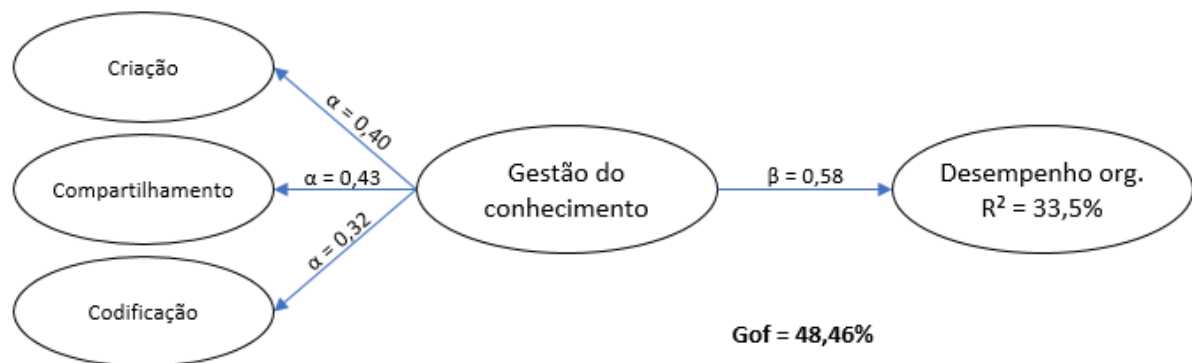 Criação
α = 0,40
Compartilhamento
α = 0,43
Codificação
α = 0,32
Gestão do
conhecimento
β = 0,58
Desempenho org.
R² = 33,5%
Gof = 48,46%